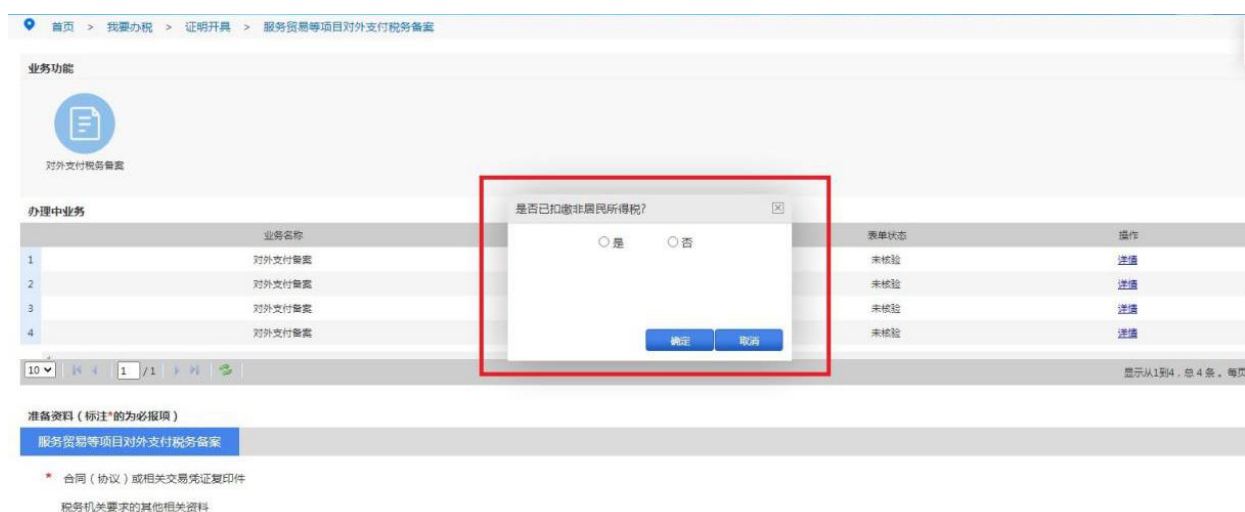 首页 > 我要办税 > 证明开具 > 服务贸易等项目对外支付税务备案
业务功能
对外支付税务备案
办理中业务
是否已扣缴非居民所得税?
是 否
确定 取消
业务名称 表单状态 操作
1 对外支付备案 未核验 详情
2 对外支付备案 未核验 详情
3 对外支付备案 未核验 详情
4 对外支付备案 未核验 详情
10 1 /1 显示从1到4，总 4 条 。每页
准备资料（标注*的为必报项）
服务贸易等项目对外支付税务备案
* 合同（协议）或相关交易凭证复印件
税务机关要求的其他相关资料